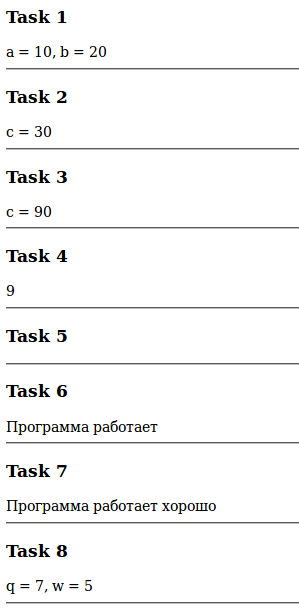 Task 1
a = 10, b = 20
Task 2
c = 30
Task 3
c = 90
Task 4
9
Task 5
Task 6
Программа работает
Task 7
Программа работает хорошо
Task 8
q = 7, w = 5